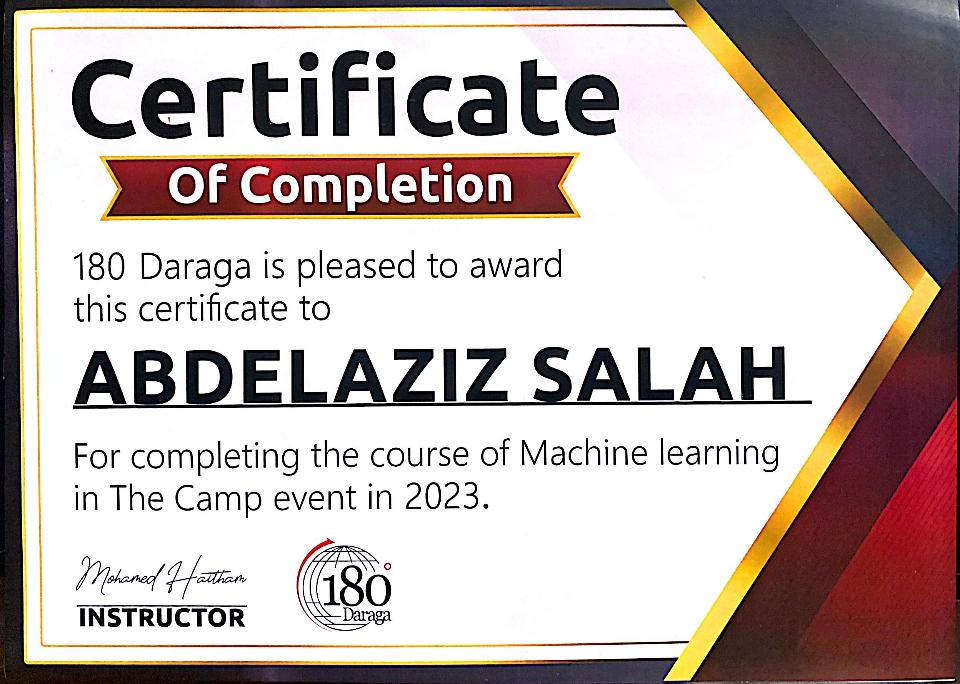 Certificate
Of Completion
180 Daraga is pleased to award
this certificate to
ABDELAZIZ SALAH
For completing the course of Machine learning
in The Camp event in 2023.
Mohamed Haitham
INSTRUCTOR
180°
Daraga